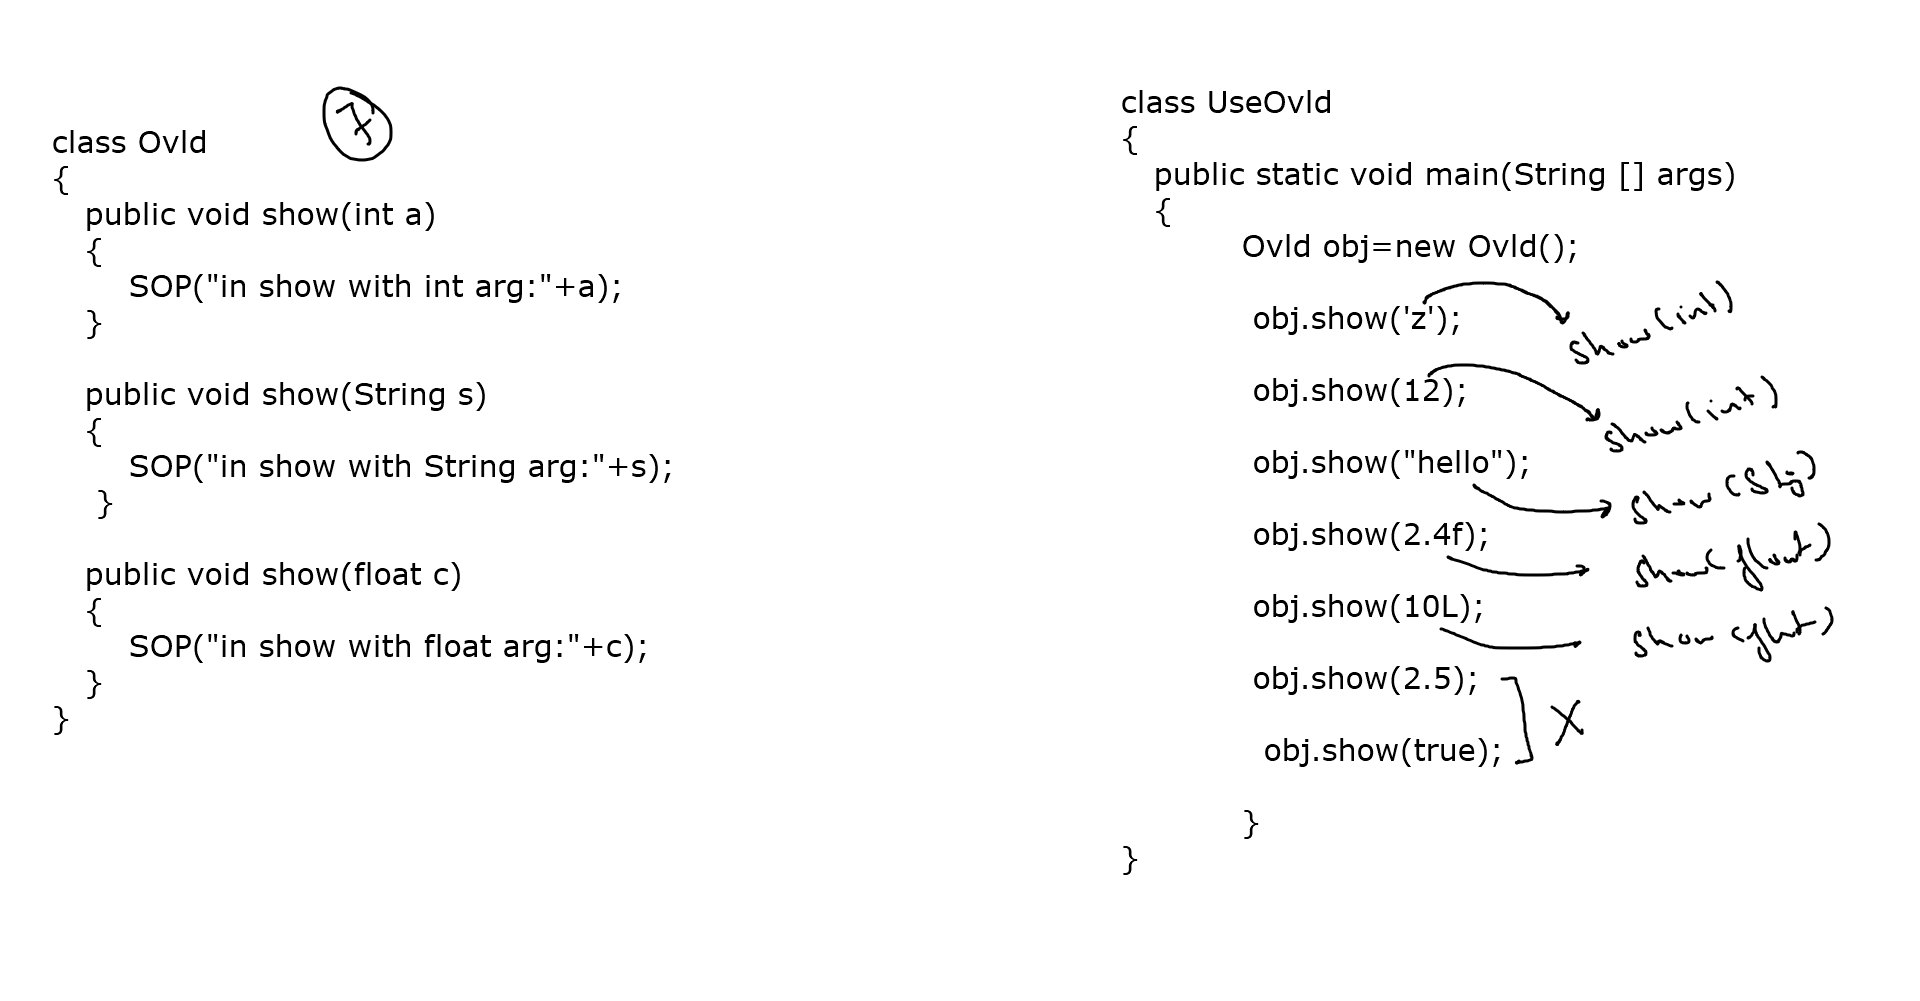 7
class Ovld
{
public void show(int a)
{
SOP("in show with int arg:"+a);
}
public void show(String s)
{
SOP("in show with String arg:"+s);
}
public void show(float c)
{
SOP("in show with float arg:"+c);
}
}
class UseOvld
{
public static void main(String [] args)
{
Ovld obj=new Ovld();
obj.show('z'); show(int)
obj.show(12); show(int)
obj.show("hello"); show(Stg)
obj.show(2.4f); show(float)
obj.show(10L); show(float)
obj.show(2.5);
X
obj.show(true);
}
}